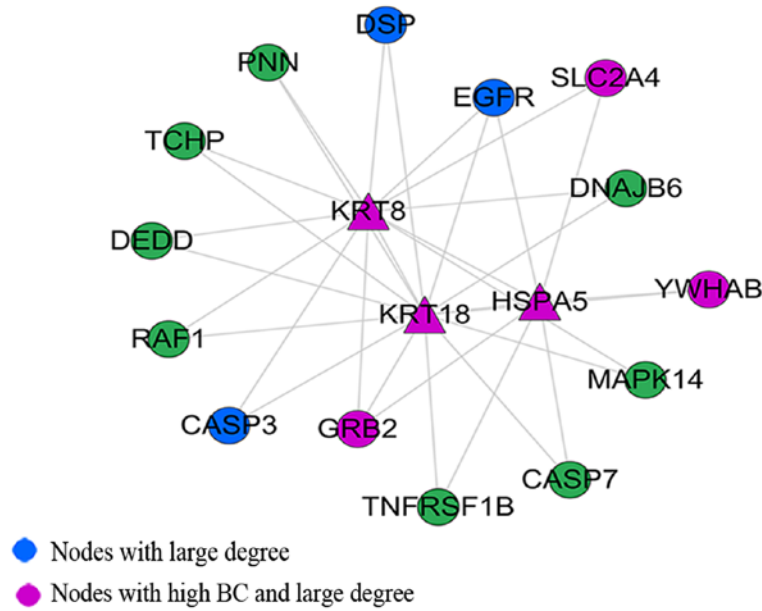 DSP
PNN
SLC2A4
EGFR
TCHP
DNAJB6
KRT8
DEDD
YWHAB
HSPA5
KRT18
RAF1
MAPK14
CASP3
GRB2
CASP7
TNFRSF1B
Nodes with large degree
Nodes with high BC and large degree